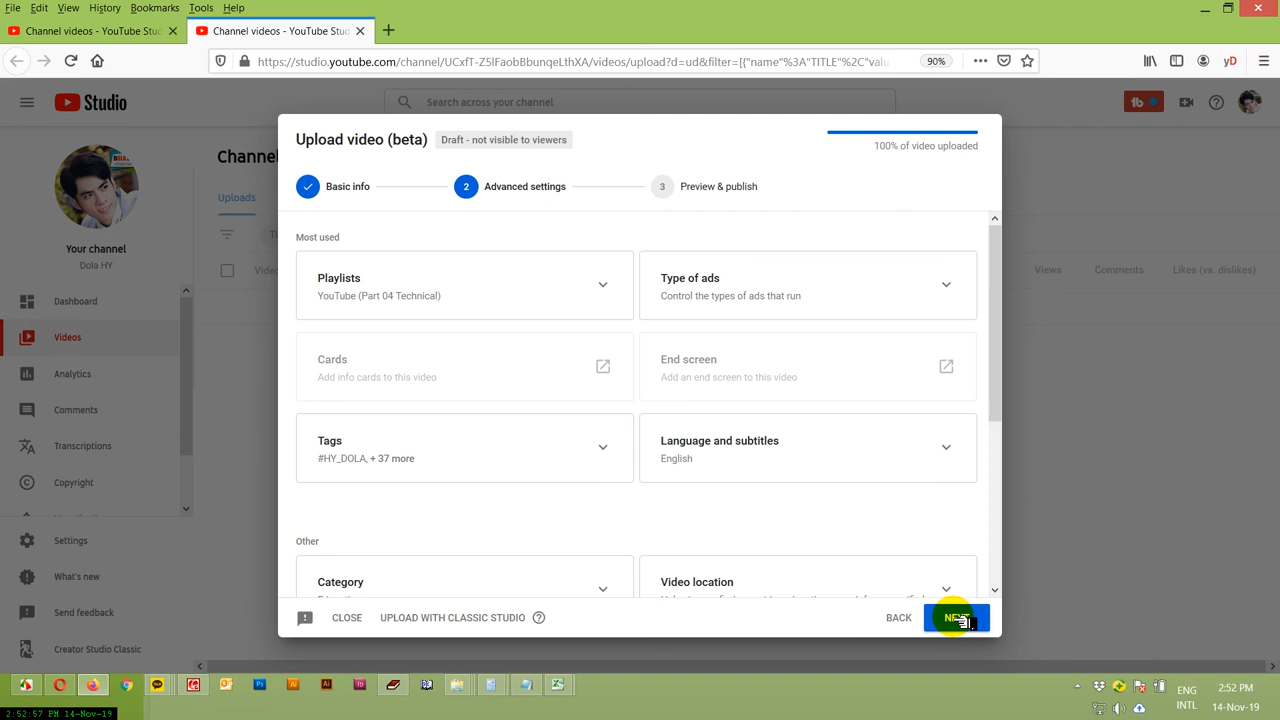 File Edit View History Bookmarks Tools Help
Channel videos - YouTube Stud
Channel videos - YouTube Stud
https://studio.youtube.com/channel/UCxfT-Z5lFaobBbunqeLthXA/videos/upload?d=ud&filter=[{"name"%3A"TITLE"%2C"valu
90%
yD
Studio
Search across your channel
Upload video (beta)
Draft - not visible to viewers
100% of video uploaded
Chann
Basic info
2
Advanced settings
3
Preview & publish
Uploads
Your channel
Dola HY
Most used
Playlists
YouTube (Part 04 Technical)
Type of ads
Control the types of ads that run
Views
Comments
Likes (vs. dislikes)
Dashboard
Videos
Analytics
Comments
Transcriptions
Copyright
Settings
What's new
Send feedback
Creator Studio Classic
Cards
Add info cards to this video
End screen
Add an end screen to this video
Tags
#HY_DOLA, + 37 more
Language and subtitles
English
Other
Category
Video location
CLOSE
UPLOAD WITH CLASSIC STUDIO
BACK
NEXT
ENG
INTL
2:52 PM
14-Nov-19
2:52:57 PM 14-Nov-19